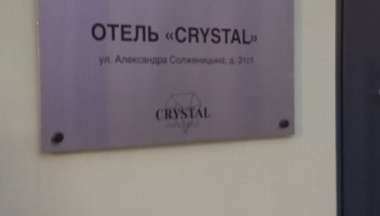 ОТЕЛЬ «CRYSTAL»
ул. Александра Солженицына, д.
CRYSTAL